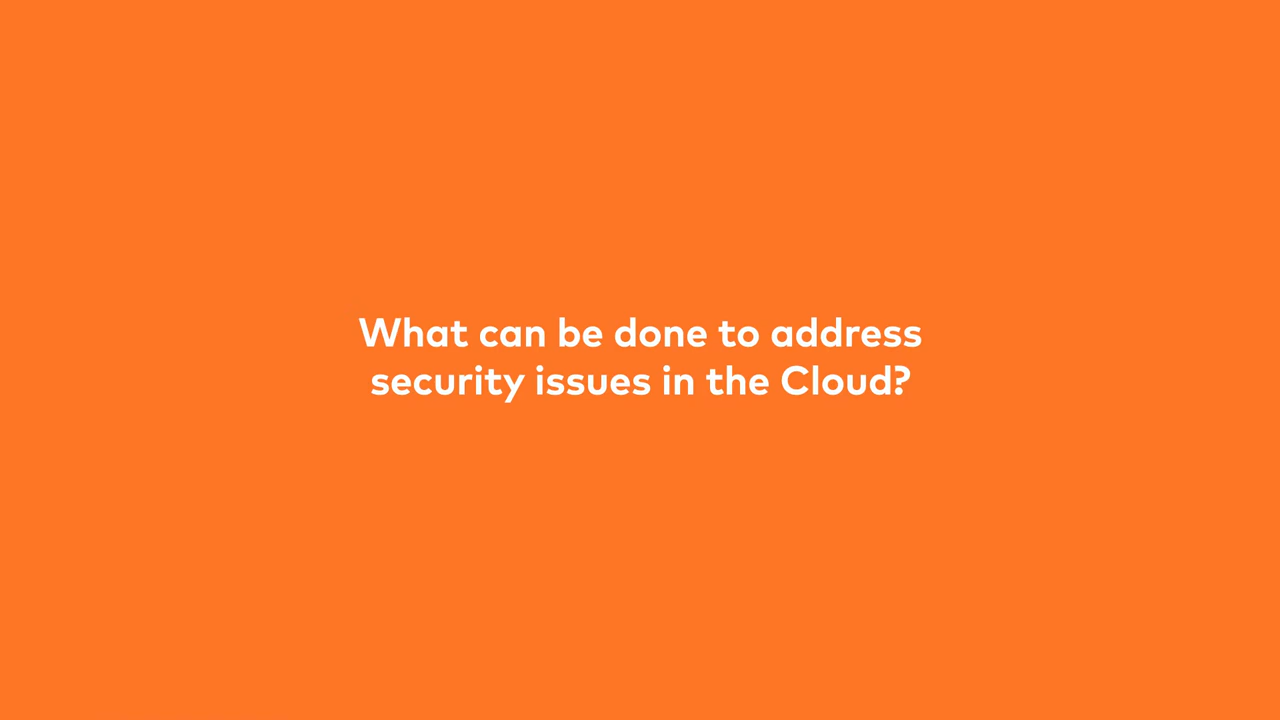 What can be done to address
security issues in the Cloud?